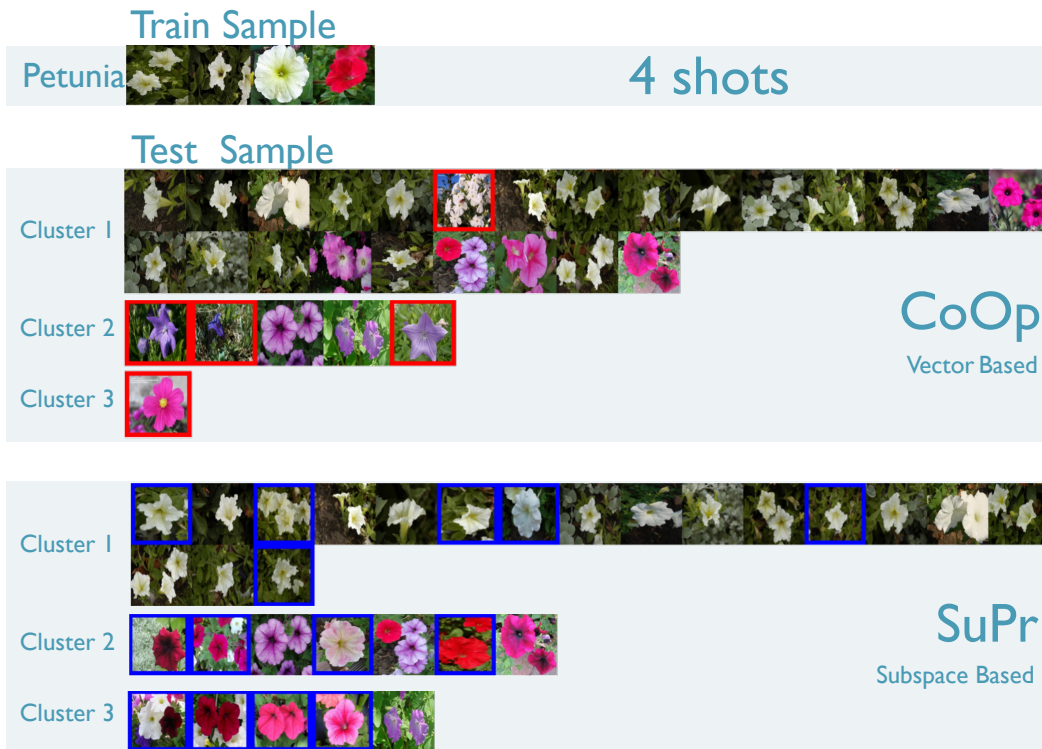 Train Sample
Petunia
4 shots
Test Sample
Cluster 1
Cluster 2
Cluster 3
CoOp
Vector Based
Cluster 1
Cluster 2
Cluster 3
SuPr
Subspace Based